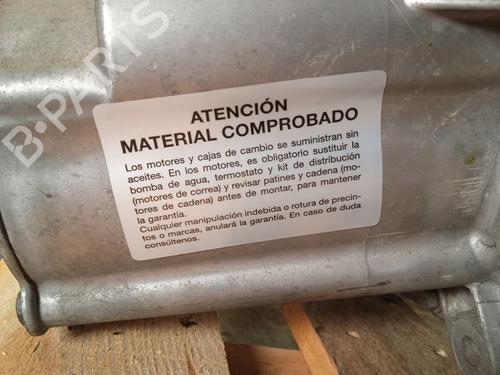 B-PARTS
ATENCIÓN
MATERIAL COMPROBADO
Los motores y cajas de cambio se suministran sin
aceites. En los motores, es obligatorio sustituir la
bomba de agua, termostato y kit de distribución
(motores de correa) y revisar patines y cadena (mo-
tores de cadena) antes de montar, para mantener
la garantía.
Cualquier manipulación indebida o rotura de precin-
tos o marcas, anulará la garantía. En caso de duda
consúltenos.